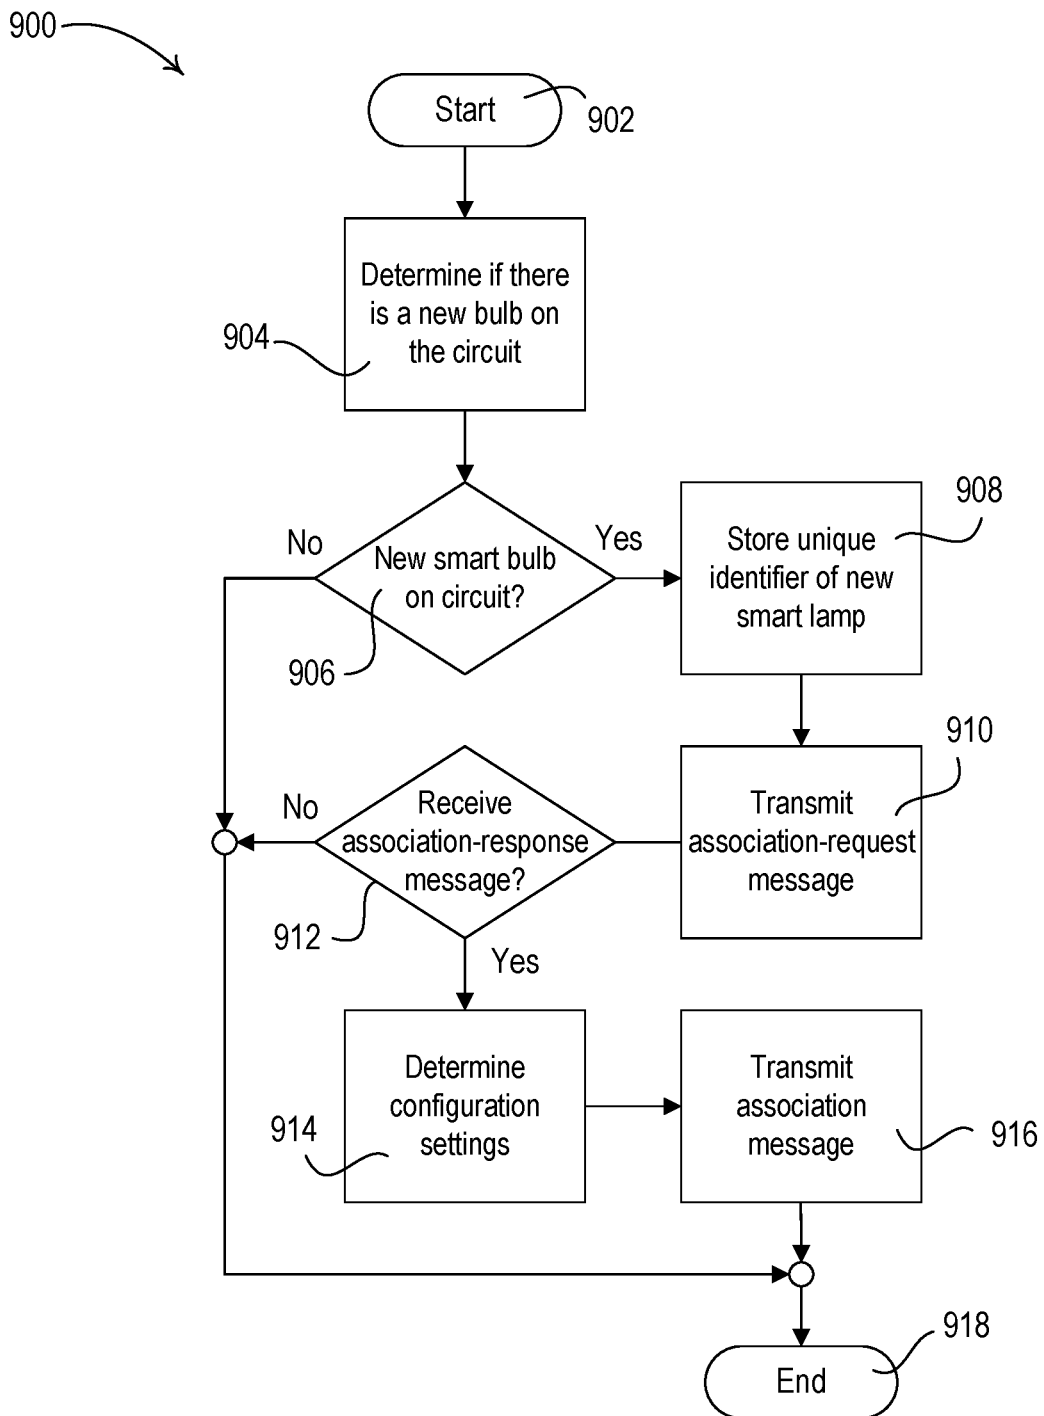 900
Start
902
Determine if there
is a new bulb on
the circuit
904
No
New smart bulb
on circuit?
Yes
906
Store unique
identifier of new
smart lamp
908
910
Transmit
association-request
message
No
Receive
association-response
message?
912
Yes
Determine
configuration
settings
914
Transmit
association
message
916
918
End